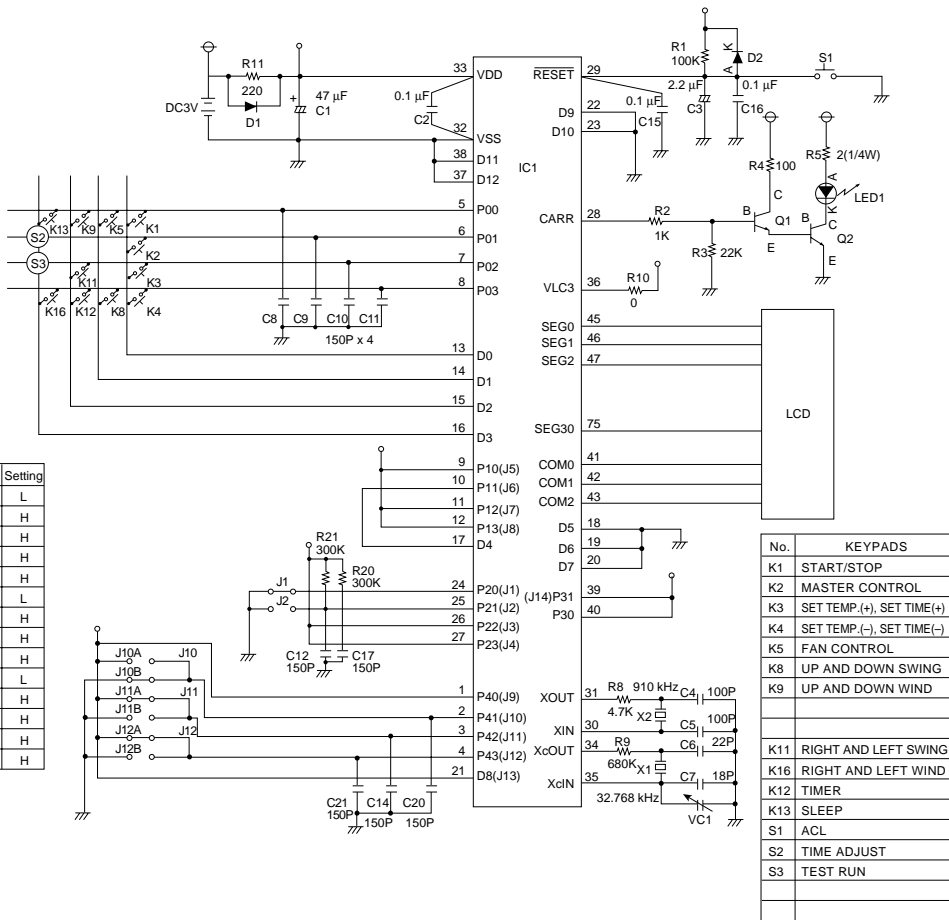 R11
220
D1
DC3V
+
47 µF
C1
0.1 µF
C2
33 VDD
32 VSS
38 D11
37 D12
IC1
RESET 29
D9 22
D10 23
CARR 28
VLC3 36
0.1 µF
C15
R1
100K
K
A
D2
2.2 µF
C3
0.1 µF
C16
S1
R2
1K
R3 22K
R4 100
C
B
Q1
E
R5 2(1/4W)
A
K
LED1
C
B
Q2
E
R10
0
5 P00
6 P01
7 P02
8 P03
K13 K9 K5 K1
S2
K2
S3
K11 K3
K16 K12 K8 K4
C8 C9 C10 C11
150P x 4
13 D0
14 D1
15 D2
16 D3
SEG0 45
SEG1 46
SEG2 47
SEG30 75
COM0 41
COM1 42
COM2 43
LCD
D5 18
D6 19
D7 20
(J14)P31 39
P30 40
9 P10(J5)
10 P11(J6)
11 P12(J7)
12 P13(J8)
17 D4
R21
300K
R20
300K
J1
J2
24 P20(J1)
25 P21(J2)
26 P22(J3)
27 P23(J4)
C12
150P
C17
150P
J10A J10
J10B
J11A J11
J11B
J12A J12
J12B
1 P40(J9)
2 P41(J10)
3 P42(J11)
4 P43(J12)
21 D8(J13)
C21
150P
C14
150P
C20
150P
XOUT 31
XIN 30
XcOUT 34
XcIN 35
R8 910 kHz C4 100P
4.7K X2
C5 100P
R9 C6 22P
680K X1
C7 18P
32.768 kHz
VC1
Setting
L
H
H
H
H
L
H
H
H
L
H
H
H
H
No. KEYPADS
K1 START/STOP
K2 MASTER CONTROL
K3 SET TEMP.(+), SET TIME(+)
K4 SET TEMP.(–), SET TIME(–)
K5 FAN CONTROL
K8 UP AND DOWN SWING
K9 UP AND DOWN WIND
K11 RIGHT AND LEFT SWING
K16 RIGHT AND LEFT WIND
K12 TIMER
K13 SLEEP
S1 ACL
S2 TIME ADJUST
S3 TEST RUN